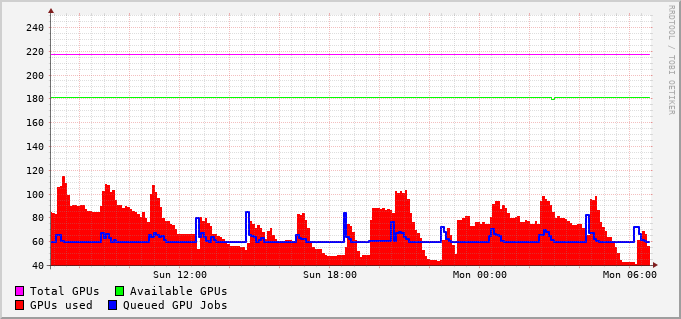 240
220
200
180
160
140
120
100
80
60
40
Sun 12:00 Sun 18:00 Mon 00:00 Mon 06:00
Total GPUs Available GPUs
GPUs used Queued GPU Jobs
RRDTOOL / TOBI OETIKER